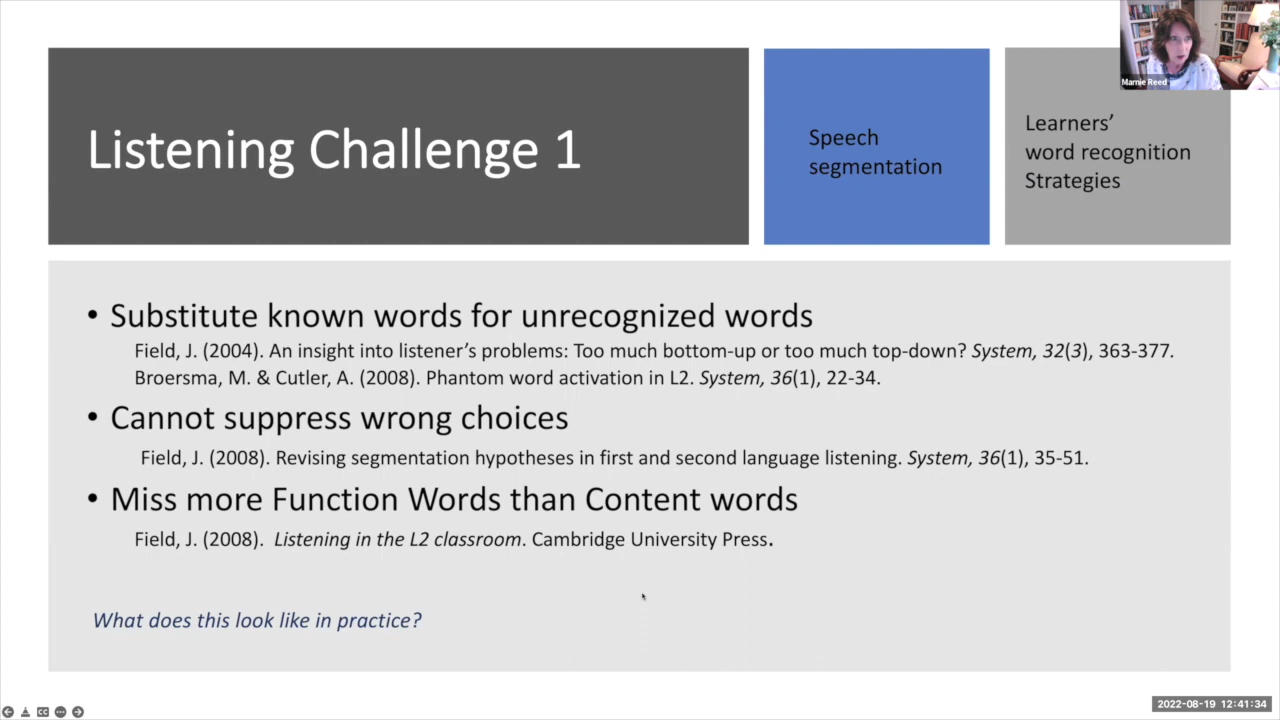 Listening Challenge 1
Speech
segmentation
Learners’
word recognition
Strategies
Marnie Reed
• Substitute known words for unrecognized words
Field, J. (2004). An insight into listener’s problems: Too much bottom-up or too much top-down? System, 32(3), 363-377.
Broersma, M. & Cutler, A. (2008). Phantom word activation in L2. System, 36(1), 22-34.
• Cannot suppress wrong choices
Field, J. (2008). Revising segmentation hypotheses in first and second language listening. System, 36(1), 35-51.
• Miss more Function Words than Content words
Field, J. (2008). Listening in the L2 classroom. Cambridge University Press.
What does this look like in practice?
CC
2022-08-19 12:41:34